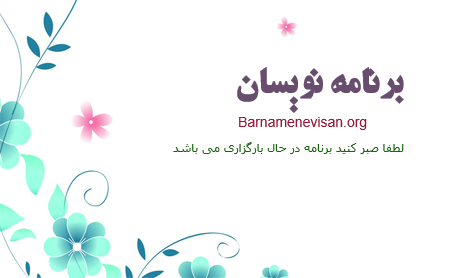 برنامه نویسان
Barnamenevisan.org
لطفا صبر کنید برنامه در حال بارگزاری می باشد